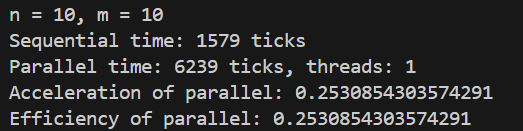 n = 10, m = 10
Sequential time: 1579 ticks
Parallel time: 6239 ticks, threads: 1
Acceleration of parallel: 0.2530854303574291
Efficiency of parallel: 0.2530854303574291